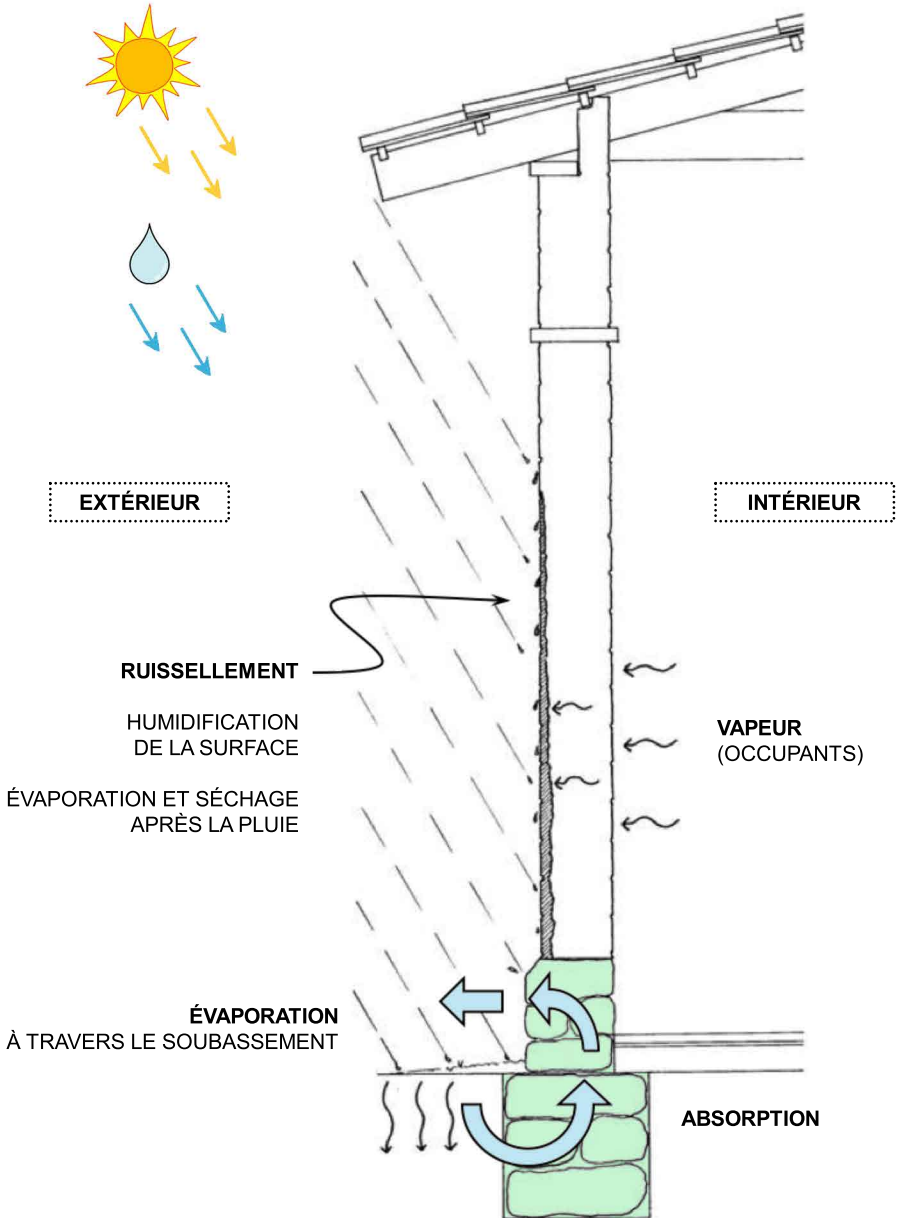 EXTÉRIEUR
INTÉRIEUR
RUISSELLEMENT
HUMIDIFICATION
DE LA SURFACE
ÉVAPORATION ET SÉCHAGE
APRÈS LA PLUIE
VAPEUR
(OCCUPANTS)
ÉVAPORATION
À TRAVERS LE SOUBASSEMENT
ABSORPTION